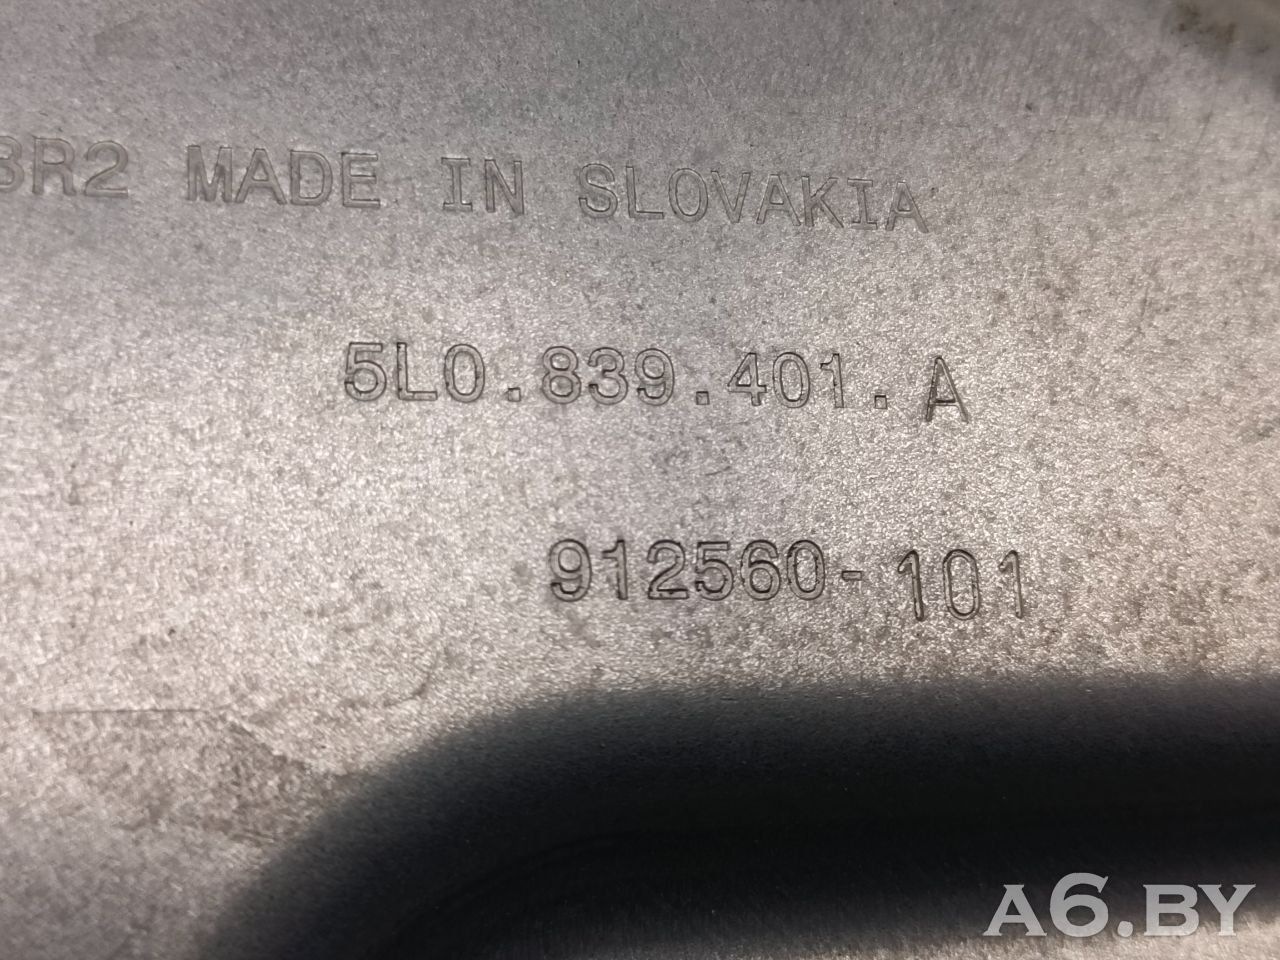 3R2 MADE IN SLOVAKIA
5L0.839.401.A
912560-101
A6.BY